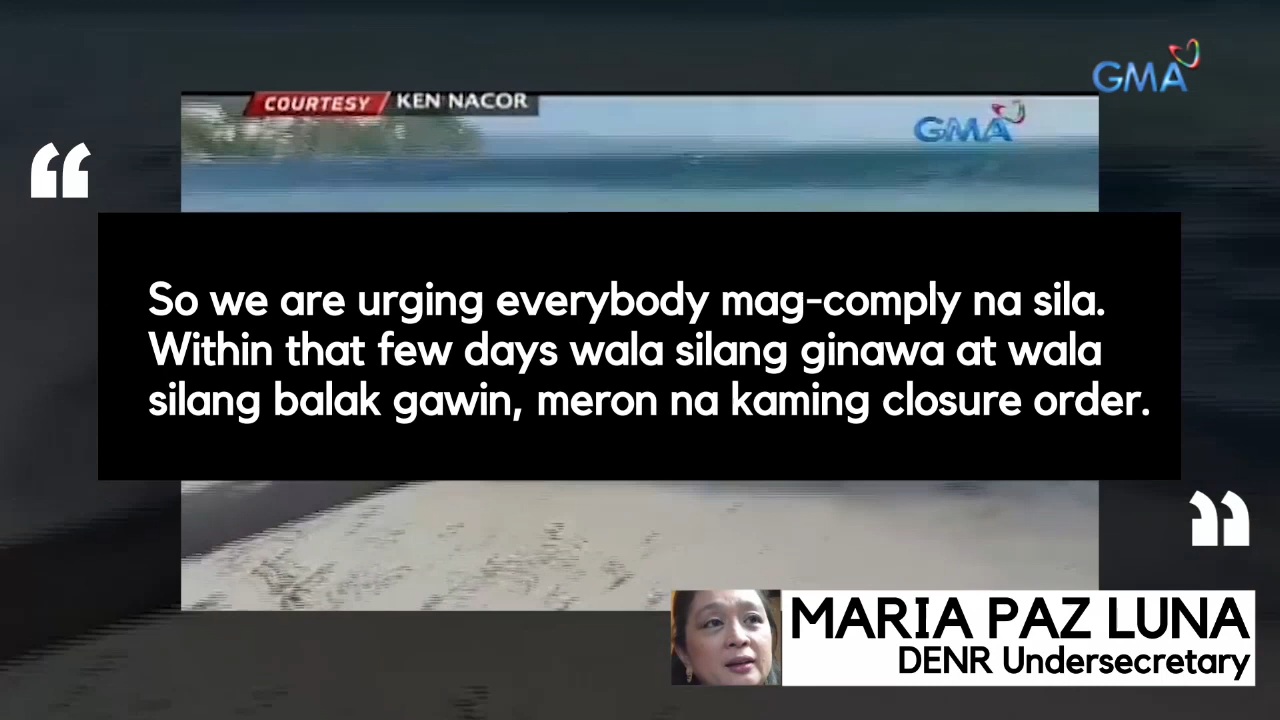 GMA
COURTESY KEN NACOR
GMA
“
So we are urging everybody mag-comply na sila.
Within that few days wala silang ginawa at wala
silang balak gawin, meron na kaming closure order.
”
MARIA PAZ LUNA
DENR Undersecretary